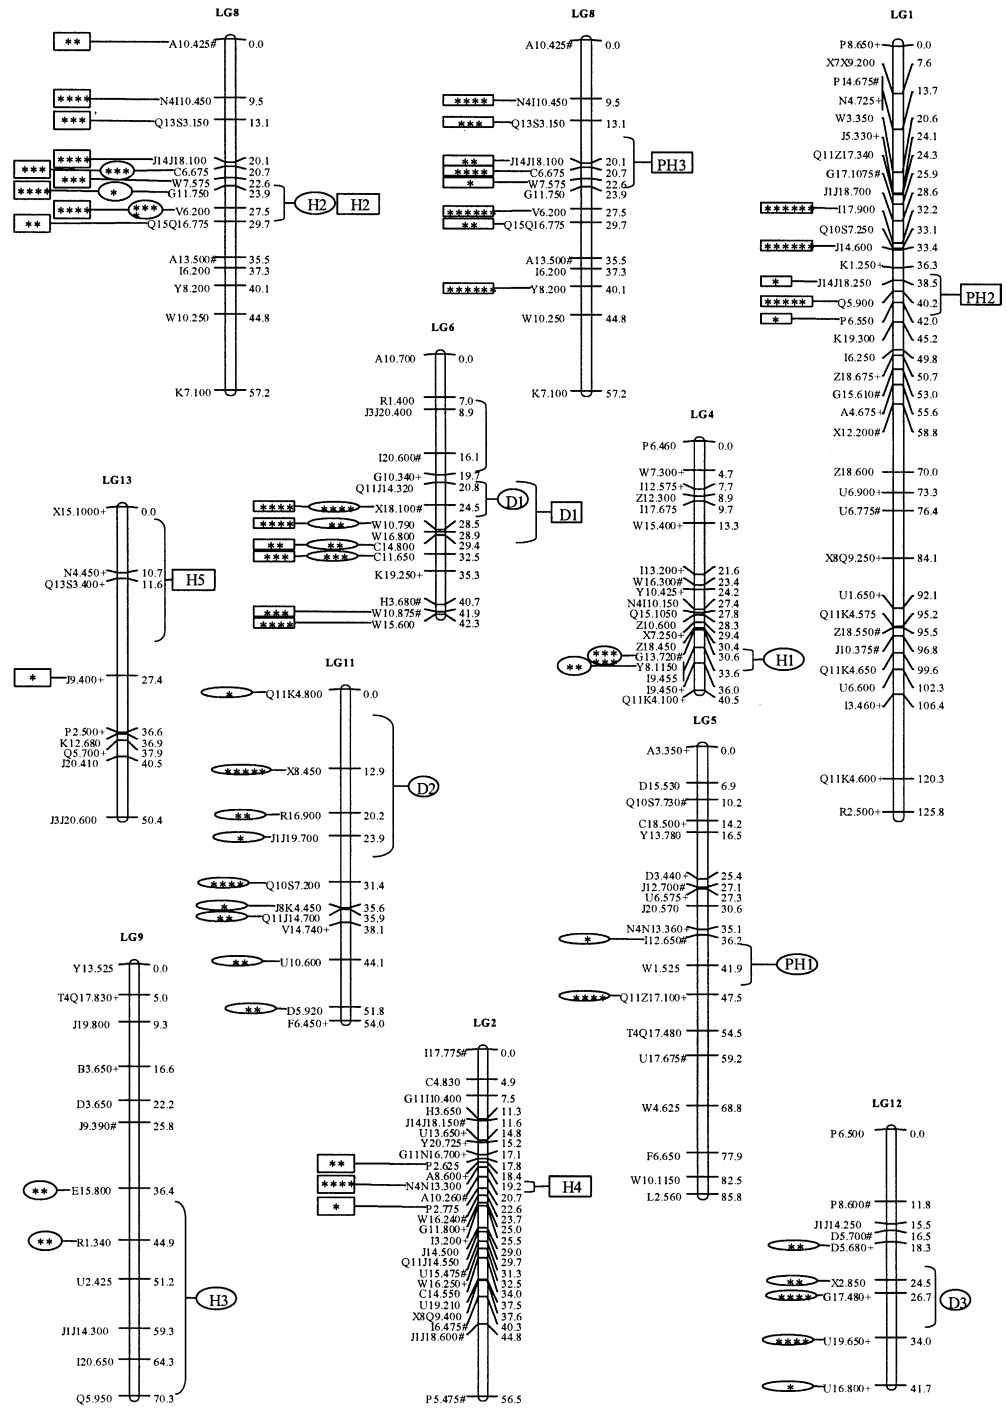 LG8
** A10.425# 0.0
**** N4I10.450 9.5
*** Q13S3.150 13.1
**** J14J18.100 20.1
*** *** C6.675 20.7
*** W7.575 22.6
**** * G11.750 23.9
H2 H2
**** **** V6.200 27.5
** Q15Q16.775 29.7
A13.500# 35.5
I6.200 37.3
Y8.200 40.1
W10.250 44.8
K7.100 57.2
LG8
A10.425# 0.0
**** N4I10.450 9.5
*** Q13S3.150 13.1
** J14J18.100 20.1
PH3
**** C6.675 20.7
* W7.575 22.6
G11.750 23.9
****** V6.200 27.5
** Q15Q16.775 29.7
A13.500# 35.5
I6.200 37.3
****** Y8.200 40.1
W10.250 44.8
K7.100 57.2
LG1
P8.650+ 0.0
X7X9.200 7.6
P14.675#
N4.725+ 13.7
W3.350 20.6
J5.330+ 24.1
Q11Z17.340 24.3
G17.1075# 25.9
J1J18.700 28.6
****** I17.900 32.2
Q10S7.250 33.1
****** J14.600 33.4
K1.250+ 36.3
* J14J18.250 38.5
PH2
***** Q5.900 40.2
* P6.550 42.0
K19.300 45.2
I6.250 49.8
Z18.675+ 50.7
G15.610# 53.0
A4.675+ 55.6
X12.200# 58.8
Z18.600 70.0
U6.900+ 73.3
U6.775# 76.4
X8Q9.250+ 84.1
U1.650+ 92.1
Q11K4.575 95.2
Z18.550# 95.5
J10.375# 96.8
Q11K4.650 99.6
U6.600 102.3
I3.460+ 106.4
Q11K4.600+ 120.3
R2.500+ 125.8
LG6
A10.700 0.0
R1.400 7.0
J3J20.400 8.9
I20.600# 16.1
G10.340+ 19.7
Q11J14.320 20.8
D1 D1
**** **** X18.100# 24.5
**** ** W10.790 28.5
W16.800 28.9
** ** C14.800 29.4
*** *** C11.650 32.5
K19.250+ 35.3
H3.680# 40.7
*** W10.875# 41.9
**** W15.600 42.3
LG4
P6.460 0.0
W7.300+ 4.7
I12.575+ 7.7
Z12.300 8.9
I17.675 9.7
W15.400+ 13.3
I13.200+ 21.6
W16.300# 23.4
Y10.425+ 24.2
N4I10.150 27.4
Q15.1050 27.8
Z10.600 28.3
X7.250+ 29.4
Z18.450 30.4
****** G13.720# 30.6
H1
** Y8.1150 33.6
I9.455
I9.450+ 36.0
Q11K4.100+ 40.5
LG13
X15.1000+ 0.0
N4.450+ 10.7
H5
Q13S3.400+ 11.6
* J9.400+ 27.4
P2.500+ 36.6
K12.680 36.9
Q5.700+ 37.9
J20.410 40.5
J3J20.600 50.4
LG11
* Q11K4.800 0.0
***** X8.450 12.9
D2
** R16.900 20.2
* J1J19.700 23.9
**** Q10S7.200 31.4
* J8K4.450 35.6
** Q11J14.700 35.9
V14.740+ 38.1
** U10.600 44.1
** D5.920 51.8
F6.450+ 54.0
LG5
A3.350+ 0.0
D15.530 6.9
Q10S7.730# 10.2
C18.500+ 14.2
Y13.780 16.5
D3.440+ 25.4
J12.700# 27.1
U6.575+ 27.3
J20.570 30.6
N4N13.360+ 35.1
* I12.650# 36.2
W1.525 41.9
PH1
**** Q11Z17.100+ 47.5
T4Q17.480 54.5
U17.675# 59.2
W4.625 68.8
F6.650 77.9
W10.1150 82.5
L2.560 85.8
LG9
Y13.525 0.0
T4Q17.830+ 5.0
J19.800 9.3
B3.650+ 16.6
D3.650 22.2
J9.390# 25.8
** E15.800 36.4
** R1.340 44.9
U2.425 51.2
H3
J1J14.300 59.3
I20.650 64.3
Q5.950 70.3
LG2
I17.775# 0.0
C4.830 4.9
G11I10.400 7.5
H3.650 11.3
J14J18.150# 11.6
U13.650+ 14.8
Y20.725+ 15.2
G11N16.700+ 17.1
** P2.625 17.8
A8.600+ 18.4
**** N4N13.300 19.2
H4
A10.260# 20.7
* P2.775 22.6
W16.240# 23.7
G11.800+ 25.0
I3.200+ 25.5
J14.500 29.0
Q11J14.550 29.7
U15.475# 31.3
W16.250+ 32.5
C14.550 34.0
U19.210 37.5
X8Q9.400 37.6
I6.475# 40.3
J1J18.600# 44.8
P5.475# 56.5
LG12
P6.500 0.0
P8.600# 11.8
J1J14.250 15.5
D5.700# 16.5
** D5.680+ 18.3
** X2.850 24.5
**** G17.480+ 26.7
D3
**** U19.650+ 34.0
* U16.800+ 41.7